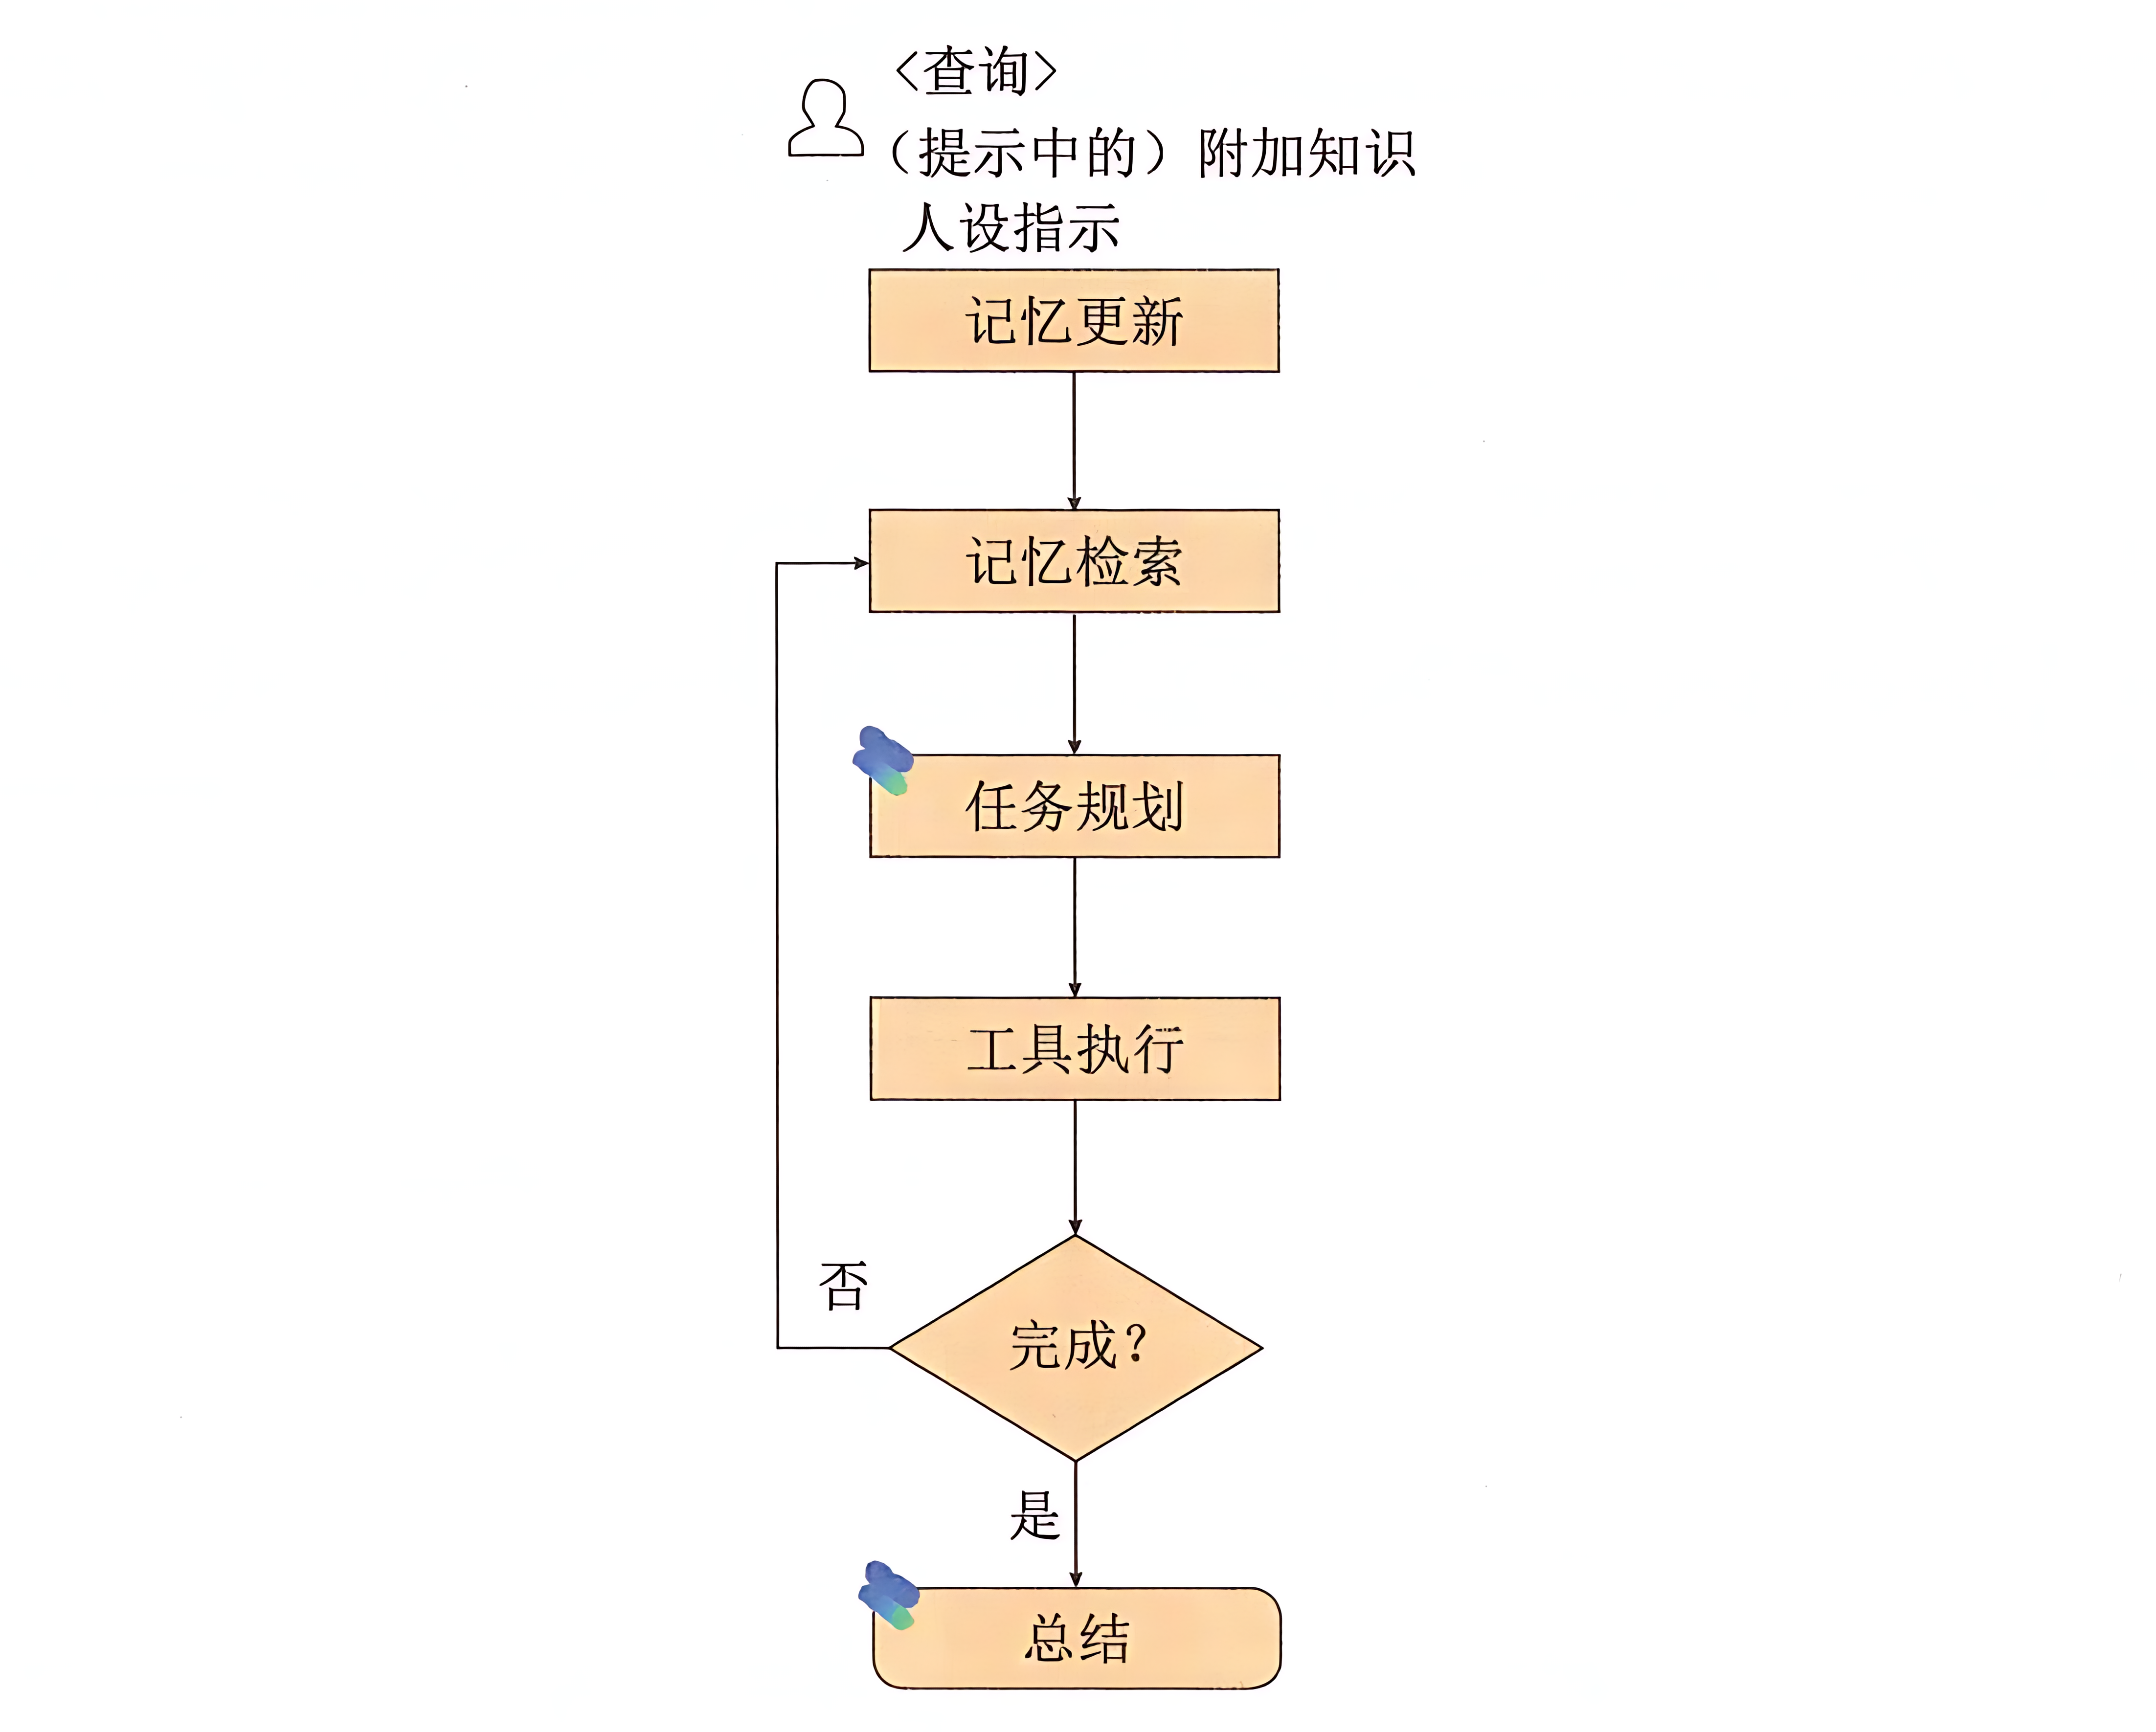 <查询>
（提示中的）附加知识
人设指示
记忆更新
记忆检索
任务规划
工具执行
否
完成？
是
总结